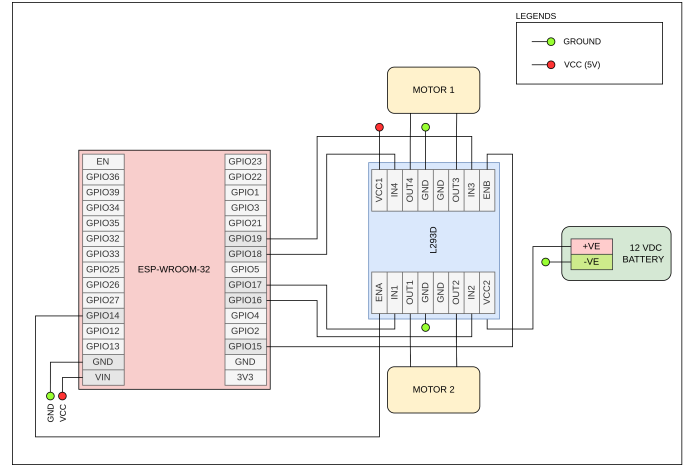 LEGENDS
GROUND
VCC (5V)
MOTOR 1
EN
GPIO36
GPIO39
GPIO34
GPIO35
GPIO32
GPIO33
GPIO25
GPIO26
GPIO27
GPIO14
GPIO12
GPIO13
GND
VIN
ESP-WROOM-32
GPIO23
GPIO22
GPIO1
GPIO3
GPIO21
GPIO19
GPIO18
GPIO5
GPIO17
GPIO16
GPIO4
GPIO2
GPIO15
GND
3V3
GND
VCC
VCC1
IN4
OUT4
GND
GND
OUT3
IN3
ENB
L293D
ENA
IN1
OUT1
GND
GND
OUT2
IN2
VCC2
+VE
-VE
12 VDC
BATTERY
MOTOR 2